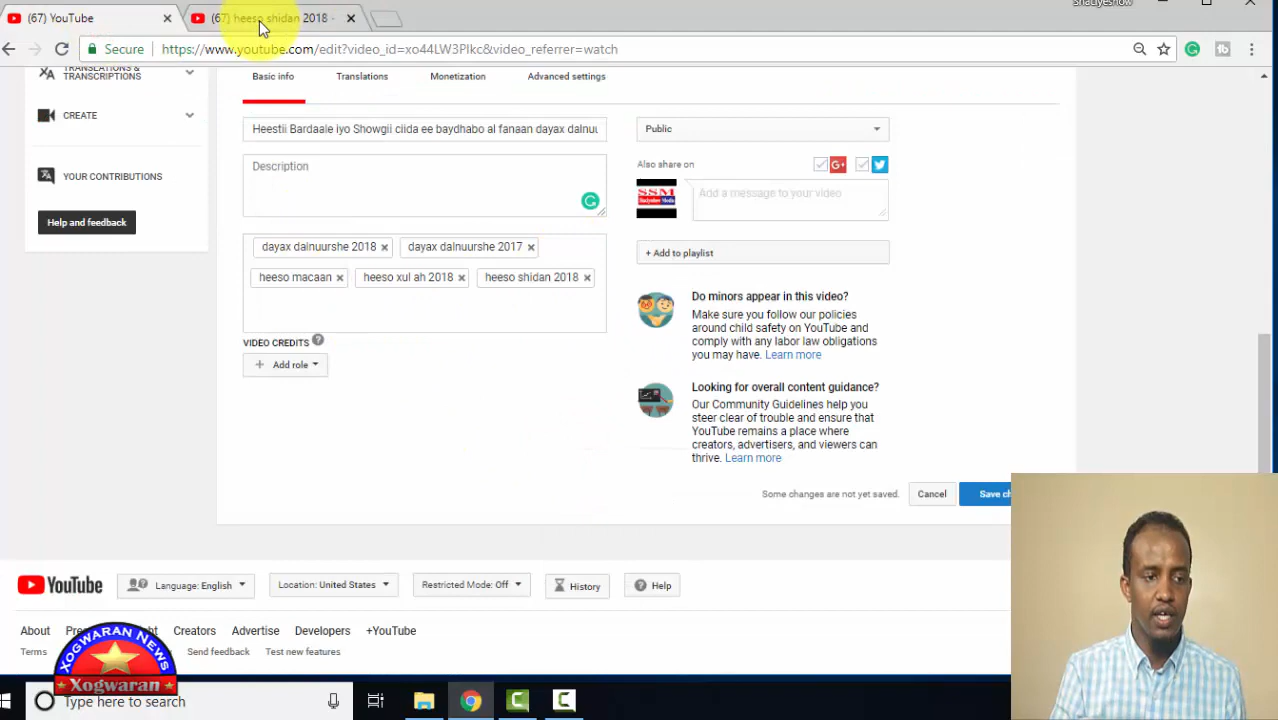 shadyeshow
(67) YouTube
(67) heeso shidan 2018 -
Secure
https://www.youtube.com/edit?video_id=xo44LW3PIkc&video_referrer=watch
TRANSLATIONS & TRANSCRIPTIONS
Basic info
Translations
Monetization
Advanced settings
CREATE
Heestii Bardaale iyo Showgii ciida ee baydhabo al fanaan dayax dalnuu
Public
Description
Also share on
YOUR CONTRIBUTIONS
SSM
Add a message to your video
Help and feedback
dayax dalnuurshe 2018
dayax dalnuurshe 2017
+ Add to playlist
heeso macaan
heeso xul ah 2018
heeso shidan 2018
Do minors appear in this video?
Make sure you follow our policies
around child safety on YouTube and
comply with any labor law obligations
you may have. Learn more
VIDEO CREDITS ?
+ Add role
Looking for overall content guidance?
Our Community Guidelines help you
steer clear of trouble and ensure that
YouTube remains a place where
creators, advertisers, and viewers can
thrive. Learn more
Some changes are not yet saved.
Cancel
Save ch
YouTube
Language: English
Location: United States
Restricted Mode: Off
History
Help
About
Creators
Advertise
Developers
+YouTube
Terms
Send feedback
Test new features
XOGWARAN NEWS
Xogwaran
Type here to search